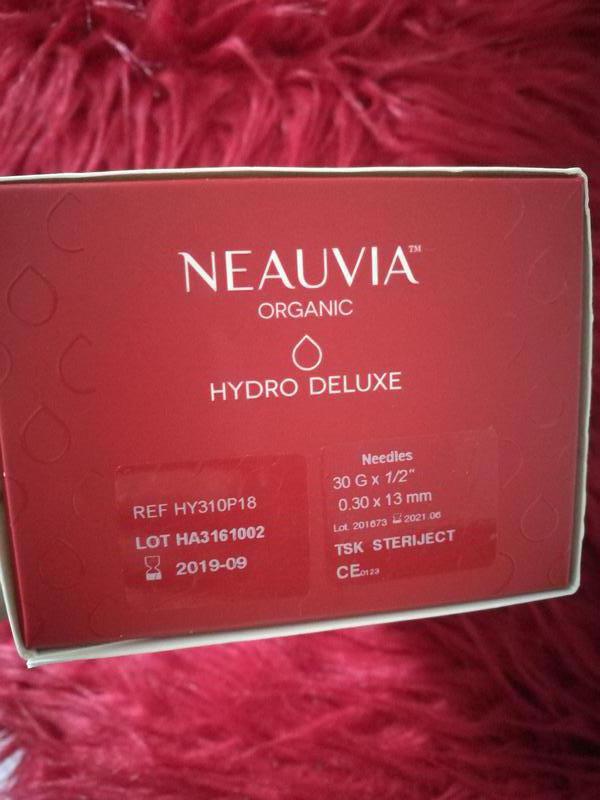 NEAUVIA™
ORGANIC
HYDRO DELUXE
REF HY310P18
LOT HA3161002
2019-09
Needles
30 G x 1/2"
0.30 x 13 mm
Lot. 201673 2021.06
TSK STERIJECT
CE0123